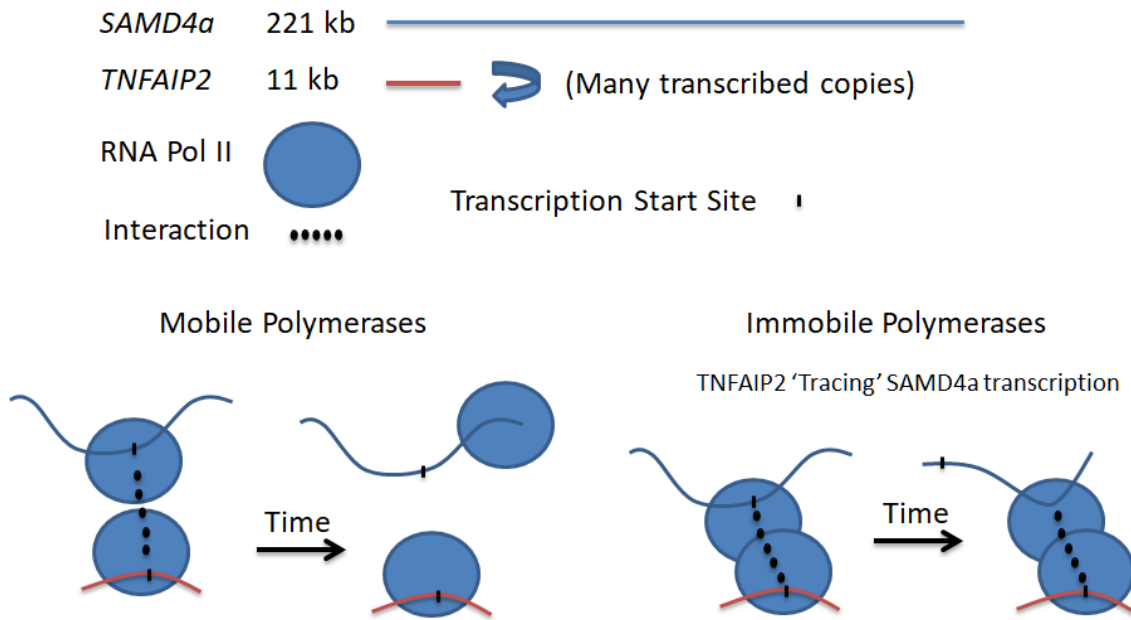 SAMD4a 221 kb
TNFAIP2 11 kb (Many transcribed copies)
RNA Pol II
Transcription Start Site
Interaction
Mobile Polymerases
Immobile Polymerases
TNFAIP2 ‘Tracing’ SAMD4a transcription
Time
Time